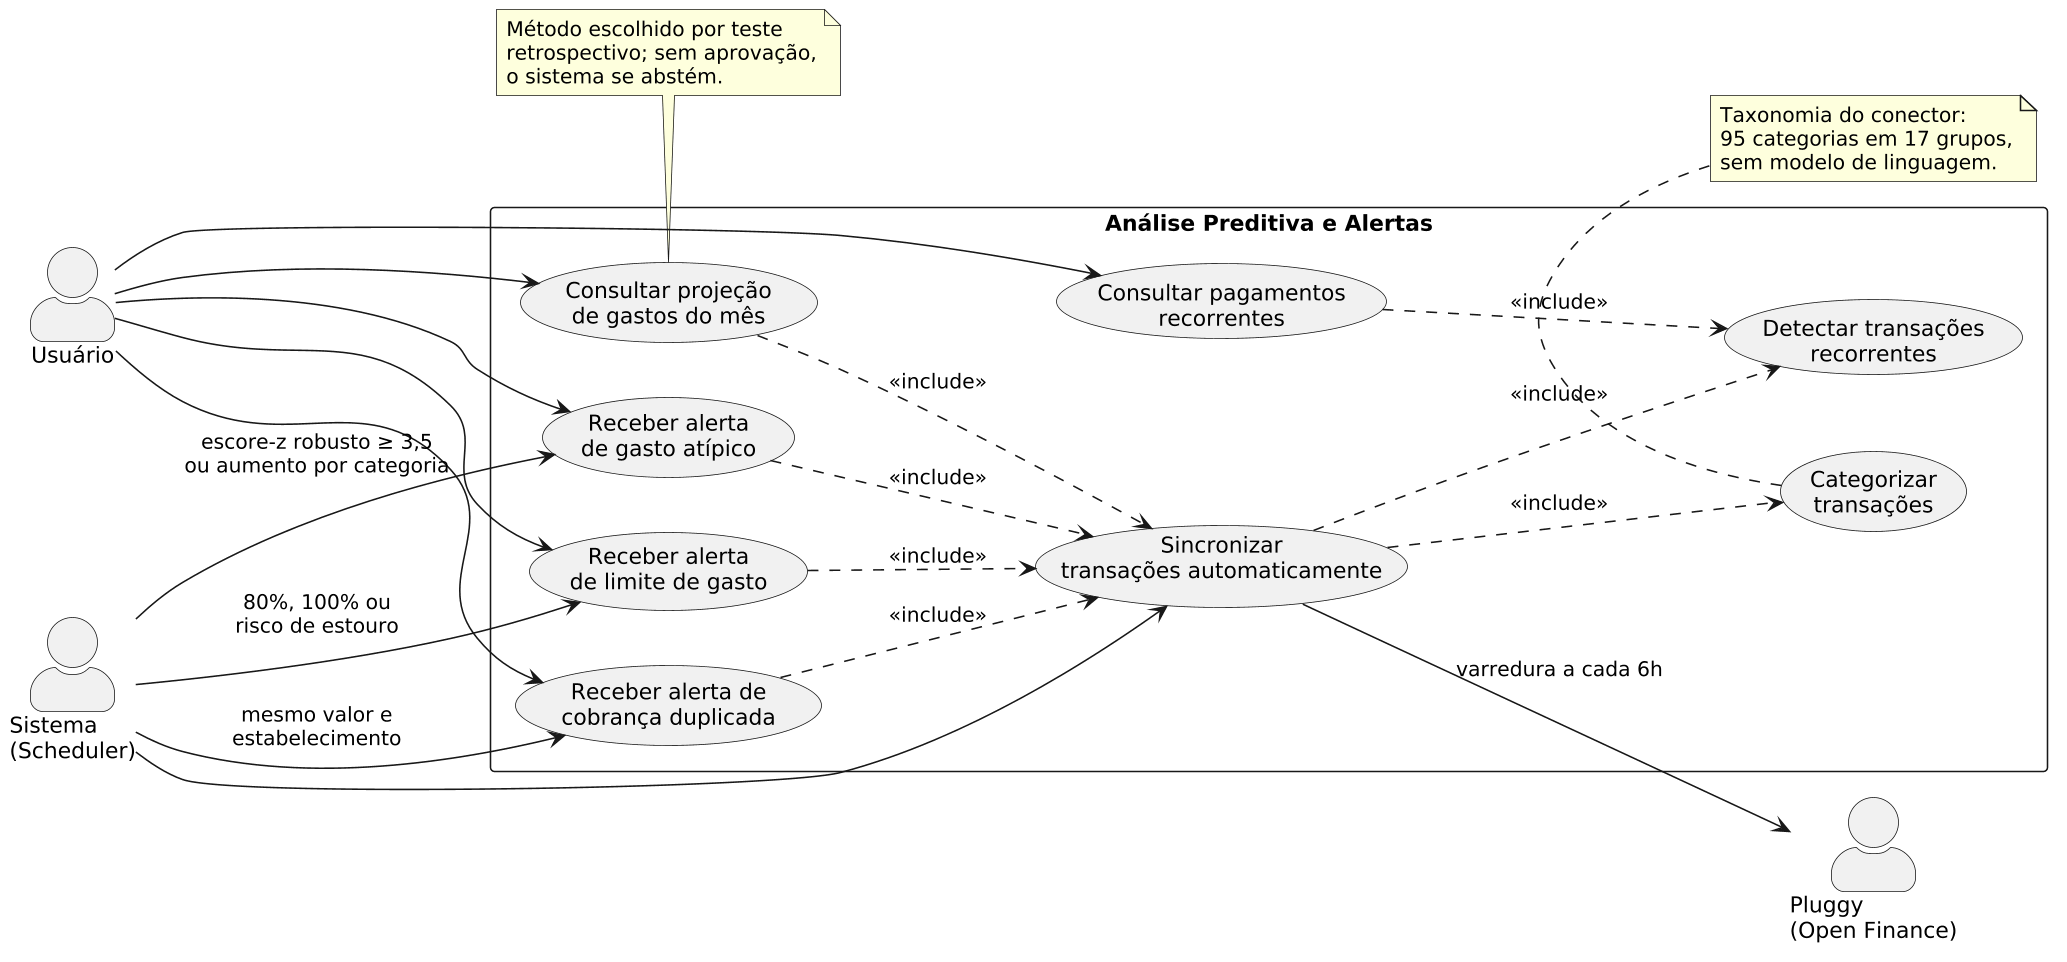 Método escolhido por teste
retrospectivo; sem aprovação,
o sistema se abstém.
Taxonomia do conector:
95 categorias em 17 grupos,
sem modelo de linguagem.
Análise Preditiva e Alertas
Usuário
Consultar projeção
de gastos do mês
Consultar pagamentos
recorrentes
«include»
Detectar transações
recorrentes
«include»
«include»
Receber alerta
de gasto atípico
escore-z robusto ≥ 3,5
ou aumento por categoria
«include»
Categorizar
transações
«include»
Receber alerta
de limite de gasto
«include»
Sincronizar
transações automaticamente
80%, 100% ou
risco de estouro
«include»
Sistema
(Scheduler)
mesmo valor e
estabelecimento
Receber alerta de
cobrança duplicada
varredura a cada 6h
Pluggy
(Open Finance)